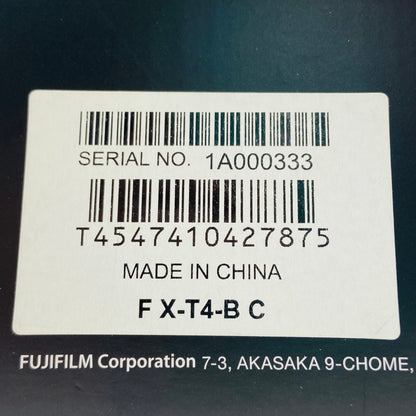 SERIAL NO. 1A000333
T4547410427875
MADE IN CHINA
F X-T4-B C
FUJIFILM Corporation 7-3, AKASAKA 9-CHOME,